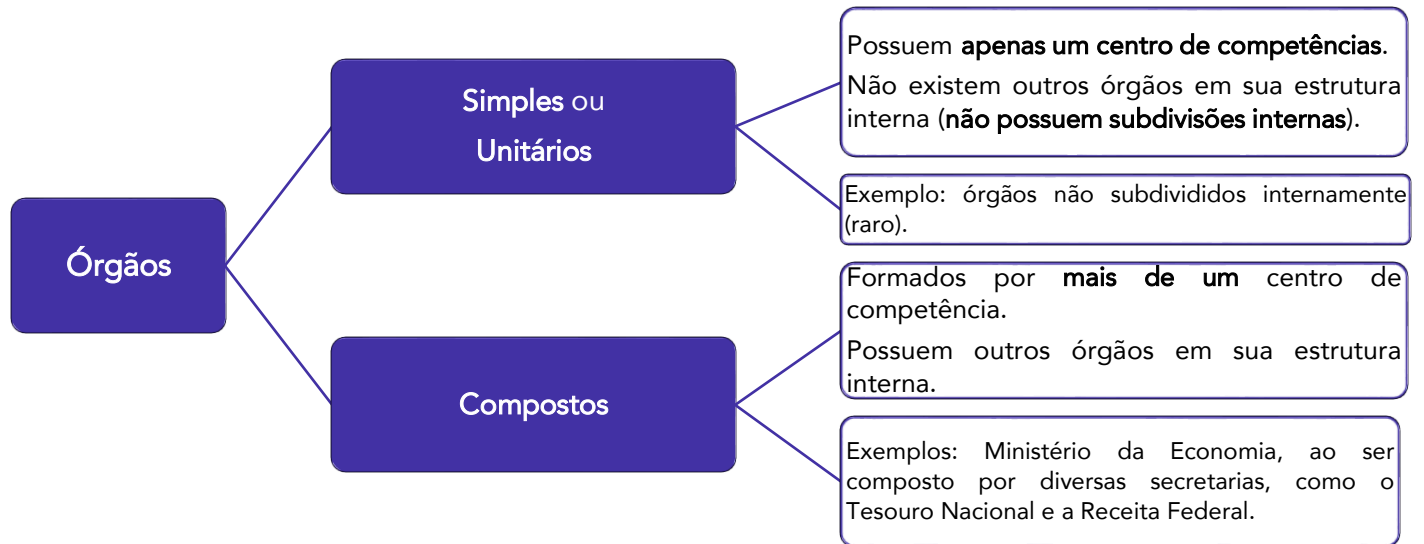 Órgãos
Simples ou
Unitários
Possuem apenas um centro de competências.
Não existem outros órgãos em sua estrutura
interna (não possuem subdivisões internas).
Exemplo: órgãos não subdivididos internamente
(raro).
Compostos
Formados por mais de um centro de
competência.
Possuem outros órgãos em sua estrutura
interna.
Exemplos: Ministério da Economia, ao ser
composto por diversas secretarias, como o
Tesouro Nacional e a Receita Federal.